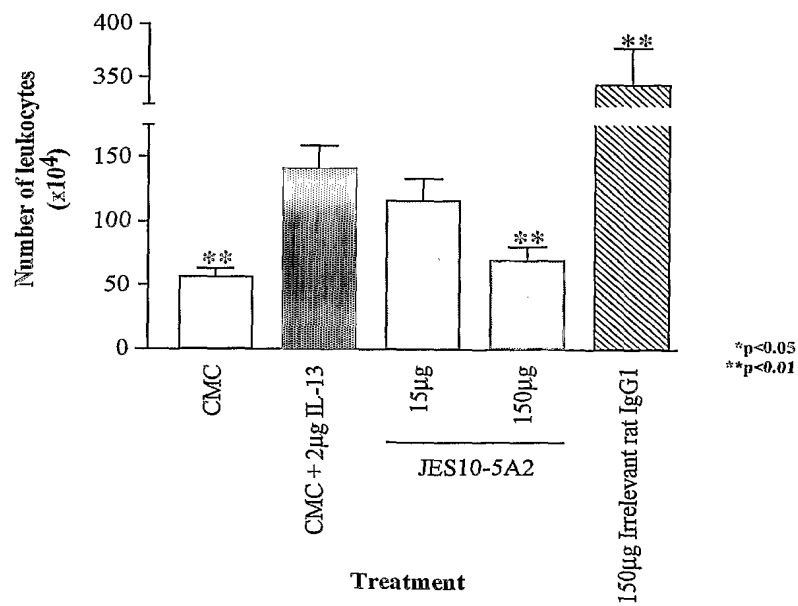 Number of leukocytes
(x10⁴)
400
350
150
100
50
0
**
**
**
CMC
CMC + 2µg IL-13
15µg
150µg
JES10-5A2
150µg Irrelevant rat IgG1
Treatment
*p<0.05
**p<0.01